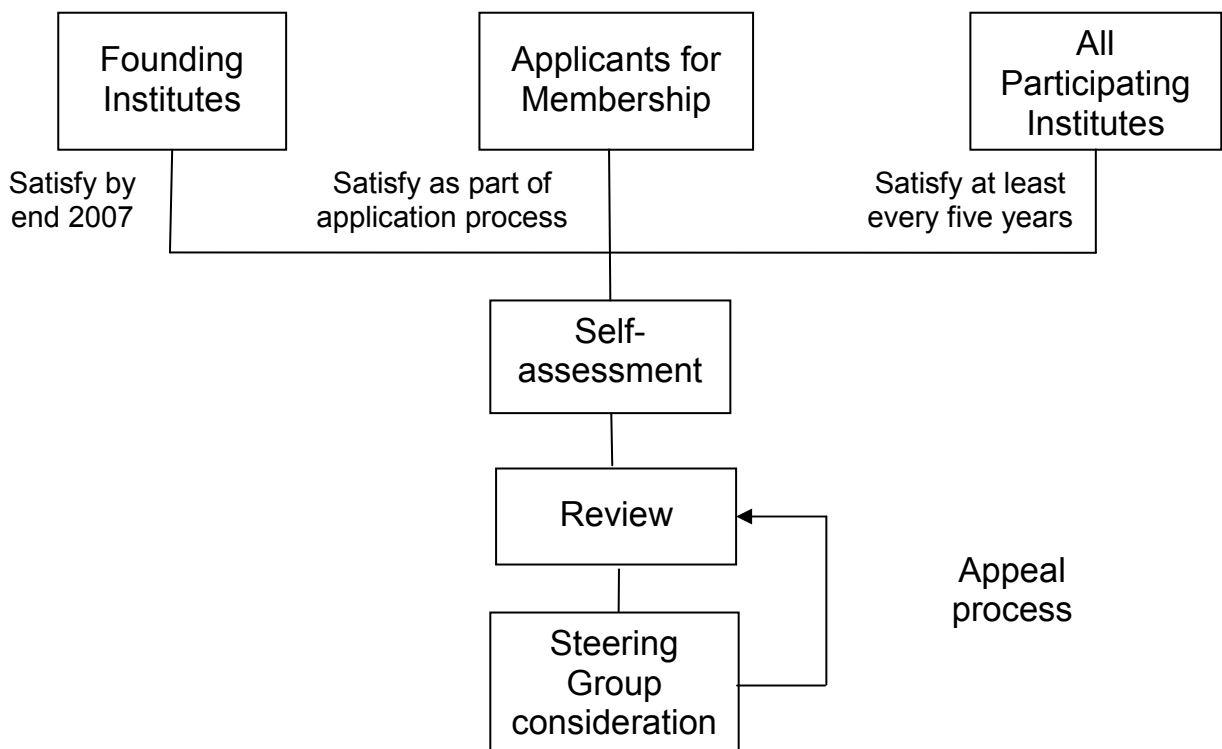 Founding
Institutes
Applicants for
Membership
All
Participating
Institutes
Satisfy by
end 2007
Satisfy as part of
application process
Satisfy at least
every five years
Self-
assessment
Review
Appeal
process
Steering
Group
consideration